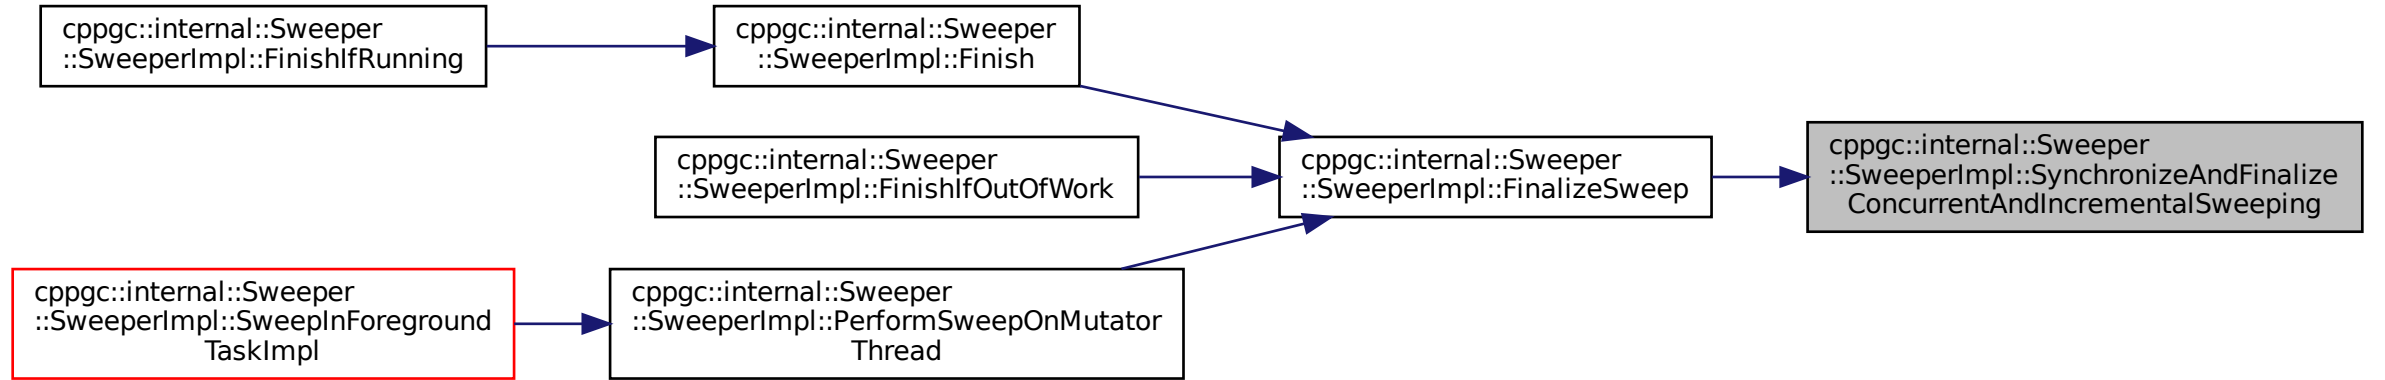 cppgc::internal::Sweeper
::SweeperImpl::FinishIfRunning
cppgc::internal::Sweeper
::SweeperImpl::Finish
cppgc::internal::Sweeper
::SweeperImpl::FinishIfOutOfWork
cppgc::internal::Sweeper
::SweeperImpl::FinalizeSweep
cppgc::internal::Sweeper
::SweeperImpl::SynchronizeAndFinalize
ConcurrentAndIncrementalSweeping
cppgc::internal::Sweeper
::SweeperImpl::SweepInForeground
TaskImpl
cppgc::internal::Sweeper
::SweeperImpl::PerformSweepOnMutator
Thread